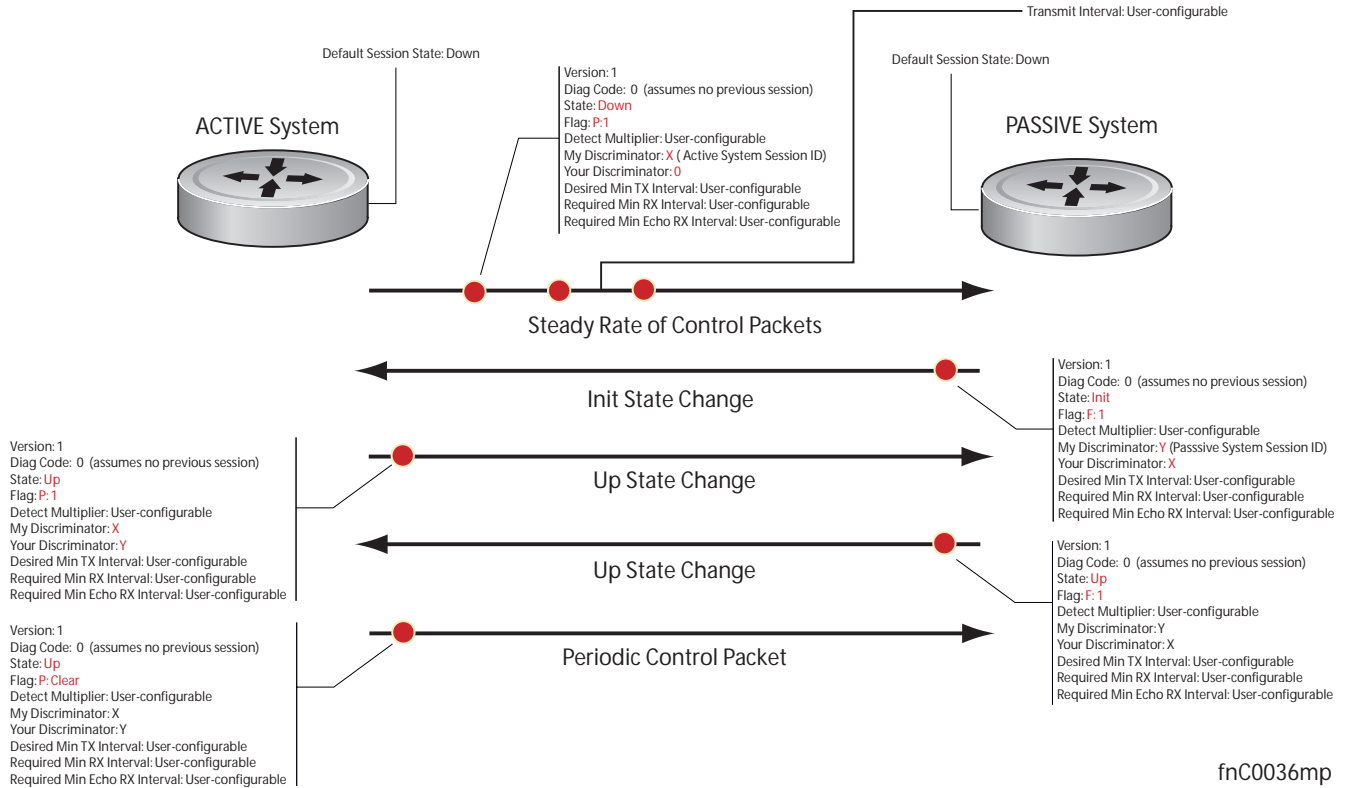 Transmit Interval: User-configurable
Default Session State: Down
Default Session State: Down
ACTIVE System
PASSIVE System
Version: 1
Diag Code: 0 (assumes no previous session)
State: Down
Flag: P:1
Detect Multiplier: User-configurable
My Discriminator: X ( Active System Session ID)
Your Discriminator: 0
Desired Min TX Interval: User-configurable
Required Min RX Interval: User-configurable
Required Min Echo RX Interval: User-configurable
Steady Rate of Control Packets
Init State Change
Version: 1
Diag Code: 0 (assumes no previous session)
State: Init
Flag: F: 1
Detect Multiplier: User-configurable
My Discriminator: Y (Passsive System Session ID)
Your Discriminator: X
Desired Min TX Interval: User-configurable
Required Min RX Interval: User-configurable
Required Min Echo RX Interval: User-configurable
Version: 1
Diag Code: 0 (assumes no previous session)
State: Up
Flag: P: 1
Detect Multiplier: User-configurable
My Discriminator: X
Your Discriminator: Y
Desired Min TX Interval: User-configurable
Required Min RX Interval: User-configurable
Required Min Echo RX Interval: User-configurable
Up State Change
Up State Change
Version: 1
Diag Code: 0 (assumes no previous session)
State: Up
Flag: F: 1
Detect Multiplier: User-configurable
My Discriminator: Y
Your Discriminator: X
Desired Min TX Interval: User-configurable
Required Min RX Interval: User-configurable
Required Min Echo RX Interval: User-configurable
Version: 1
Diag Code: 0 (assumes no previous session)
State: Up
Flag: P: Clear
Detect Multiplier: User-configurable
My Discriminator: X
Your Discriminator: Y
Desired Min TX Interval: User-configurable
Required Min RX Interval: User-configurable
Required Min Echo RX Interval: User-configurable
Periodic Control Packet
fnC0036mp